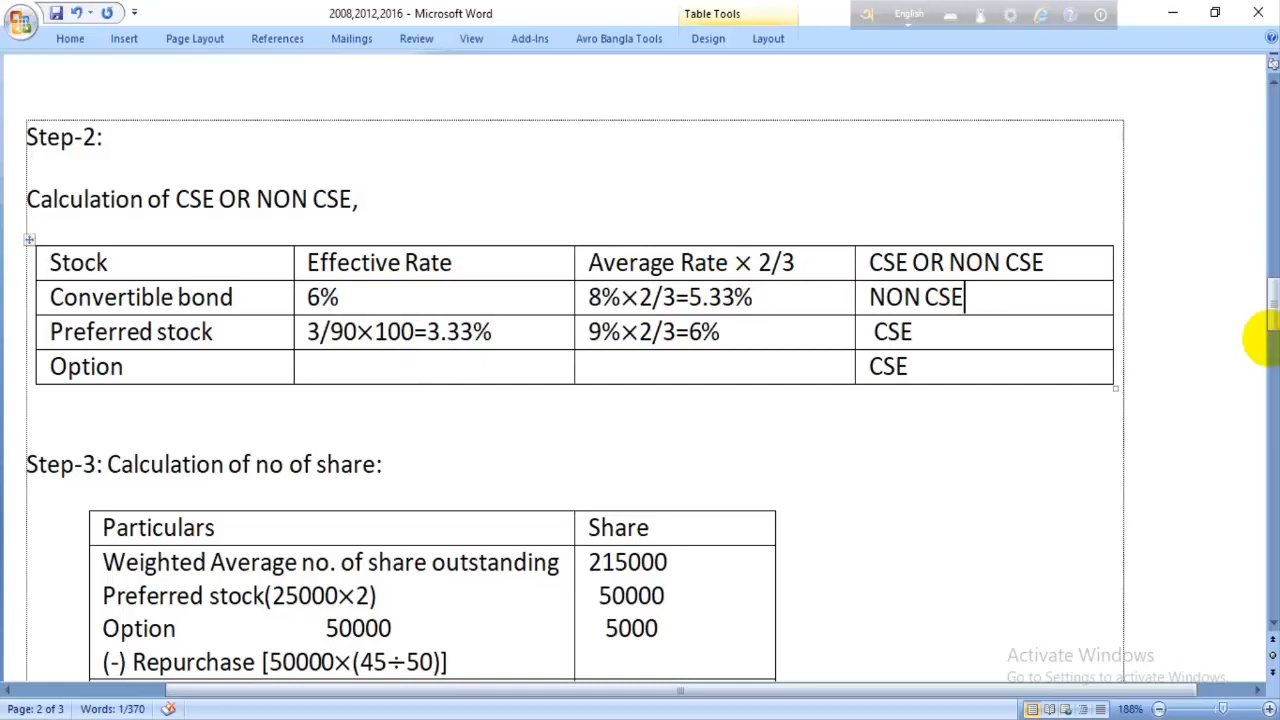 2008,2012,2016 - Microsoft Word
Table Tools
English
Home Insert Page Layout References Mailings Review View Add-Ins Avro Bangla Tools Design Layout
Step-2:
Calculation of CSE OR NON CSE,
Stock Effective Rate Average Rate × 2/3 CSE OR NON CSE
Convertible bond 6% 8%×2/3=5.33% NON CSE
Preferred stock 3/90×100=3.33% 9%×2/3=6% CSE
Option CSE
Step-3: Calculation of no of share:
Particulars Share
Weighted Average no. of share outstanding 215000
Preferred stock(25000×2) 50000
Option 50000 5000
(-) Repurchase [50000×(45÷50)]
Activate Windows
Go to Settings to activate Windows.
Page: 2 of 3 Words: 1/370 188%